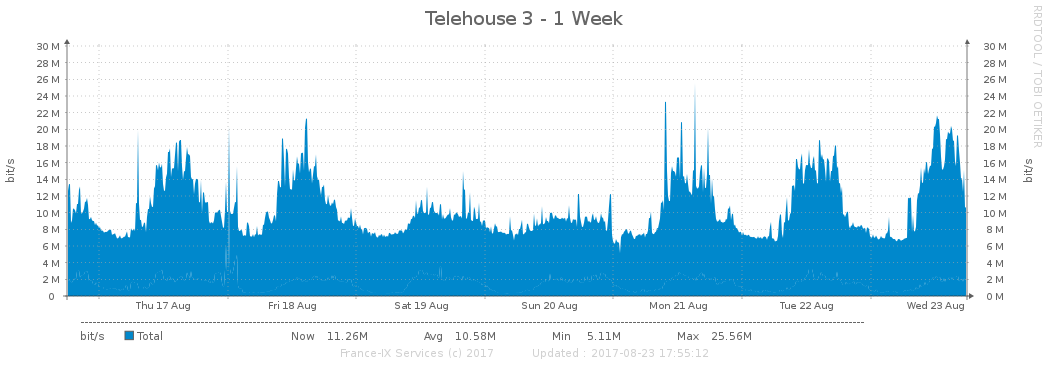 Telehouse 3 - 1 Week
RRDTOOL / TOBI OETIKER
bit/s
30 M 30 M
28 M 28 M
26 M 26 M
24 M 24 M
22 M 22 M
20 M 20 M
18 M 18 M
16 M 16 M
14 M 14 M
12 M 12 M
10 M 10 M
8 M 8 M
6 M 6 M
4 M 4 M
2 M 2 M
0 0 M
bit/s
Thu 17 Aug Fri 18 Aug Sat 19 Aug Sun 20 Aug Mon 21 Aug Tue 22 Aug Wed 23 Aug
bit/s Total Now 11.26M Avg 10.58M Min 5.11M Max 25.56M
France-IX Services (c) 2017 Updated : 2017-08-23 17:55:12